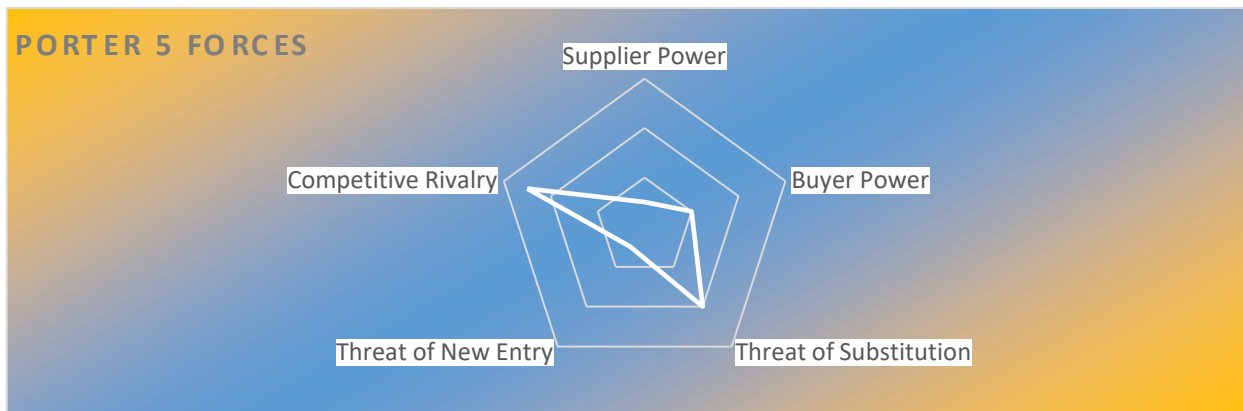 PORTER 5 FORCES
Supplier Power
Competitive Rivalry
Buyer Power
Threat of New Entry
Threat of Substitution